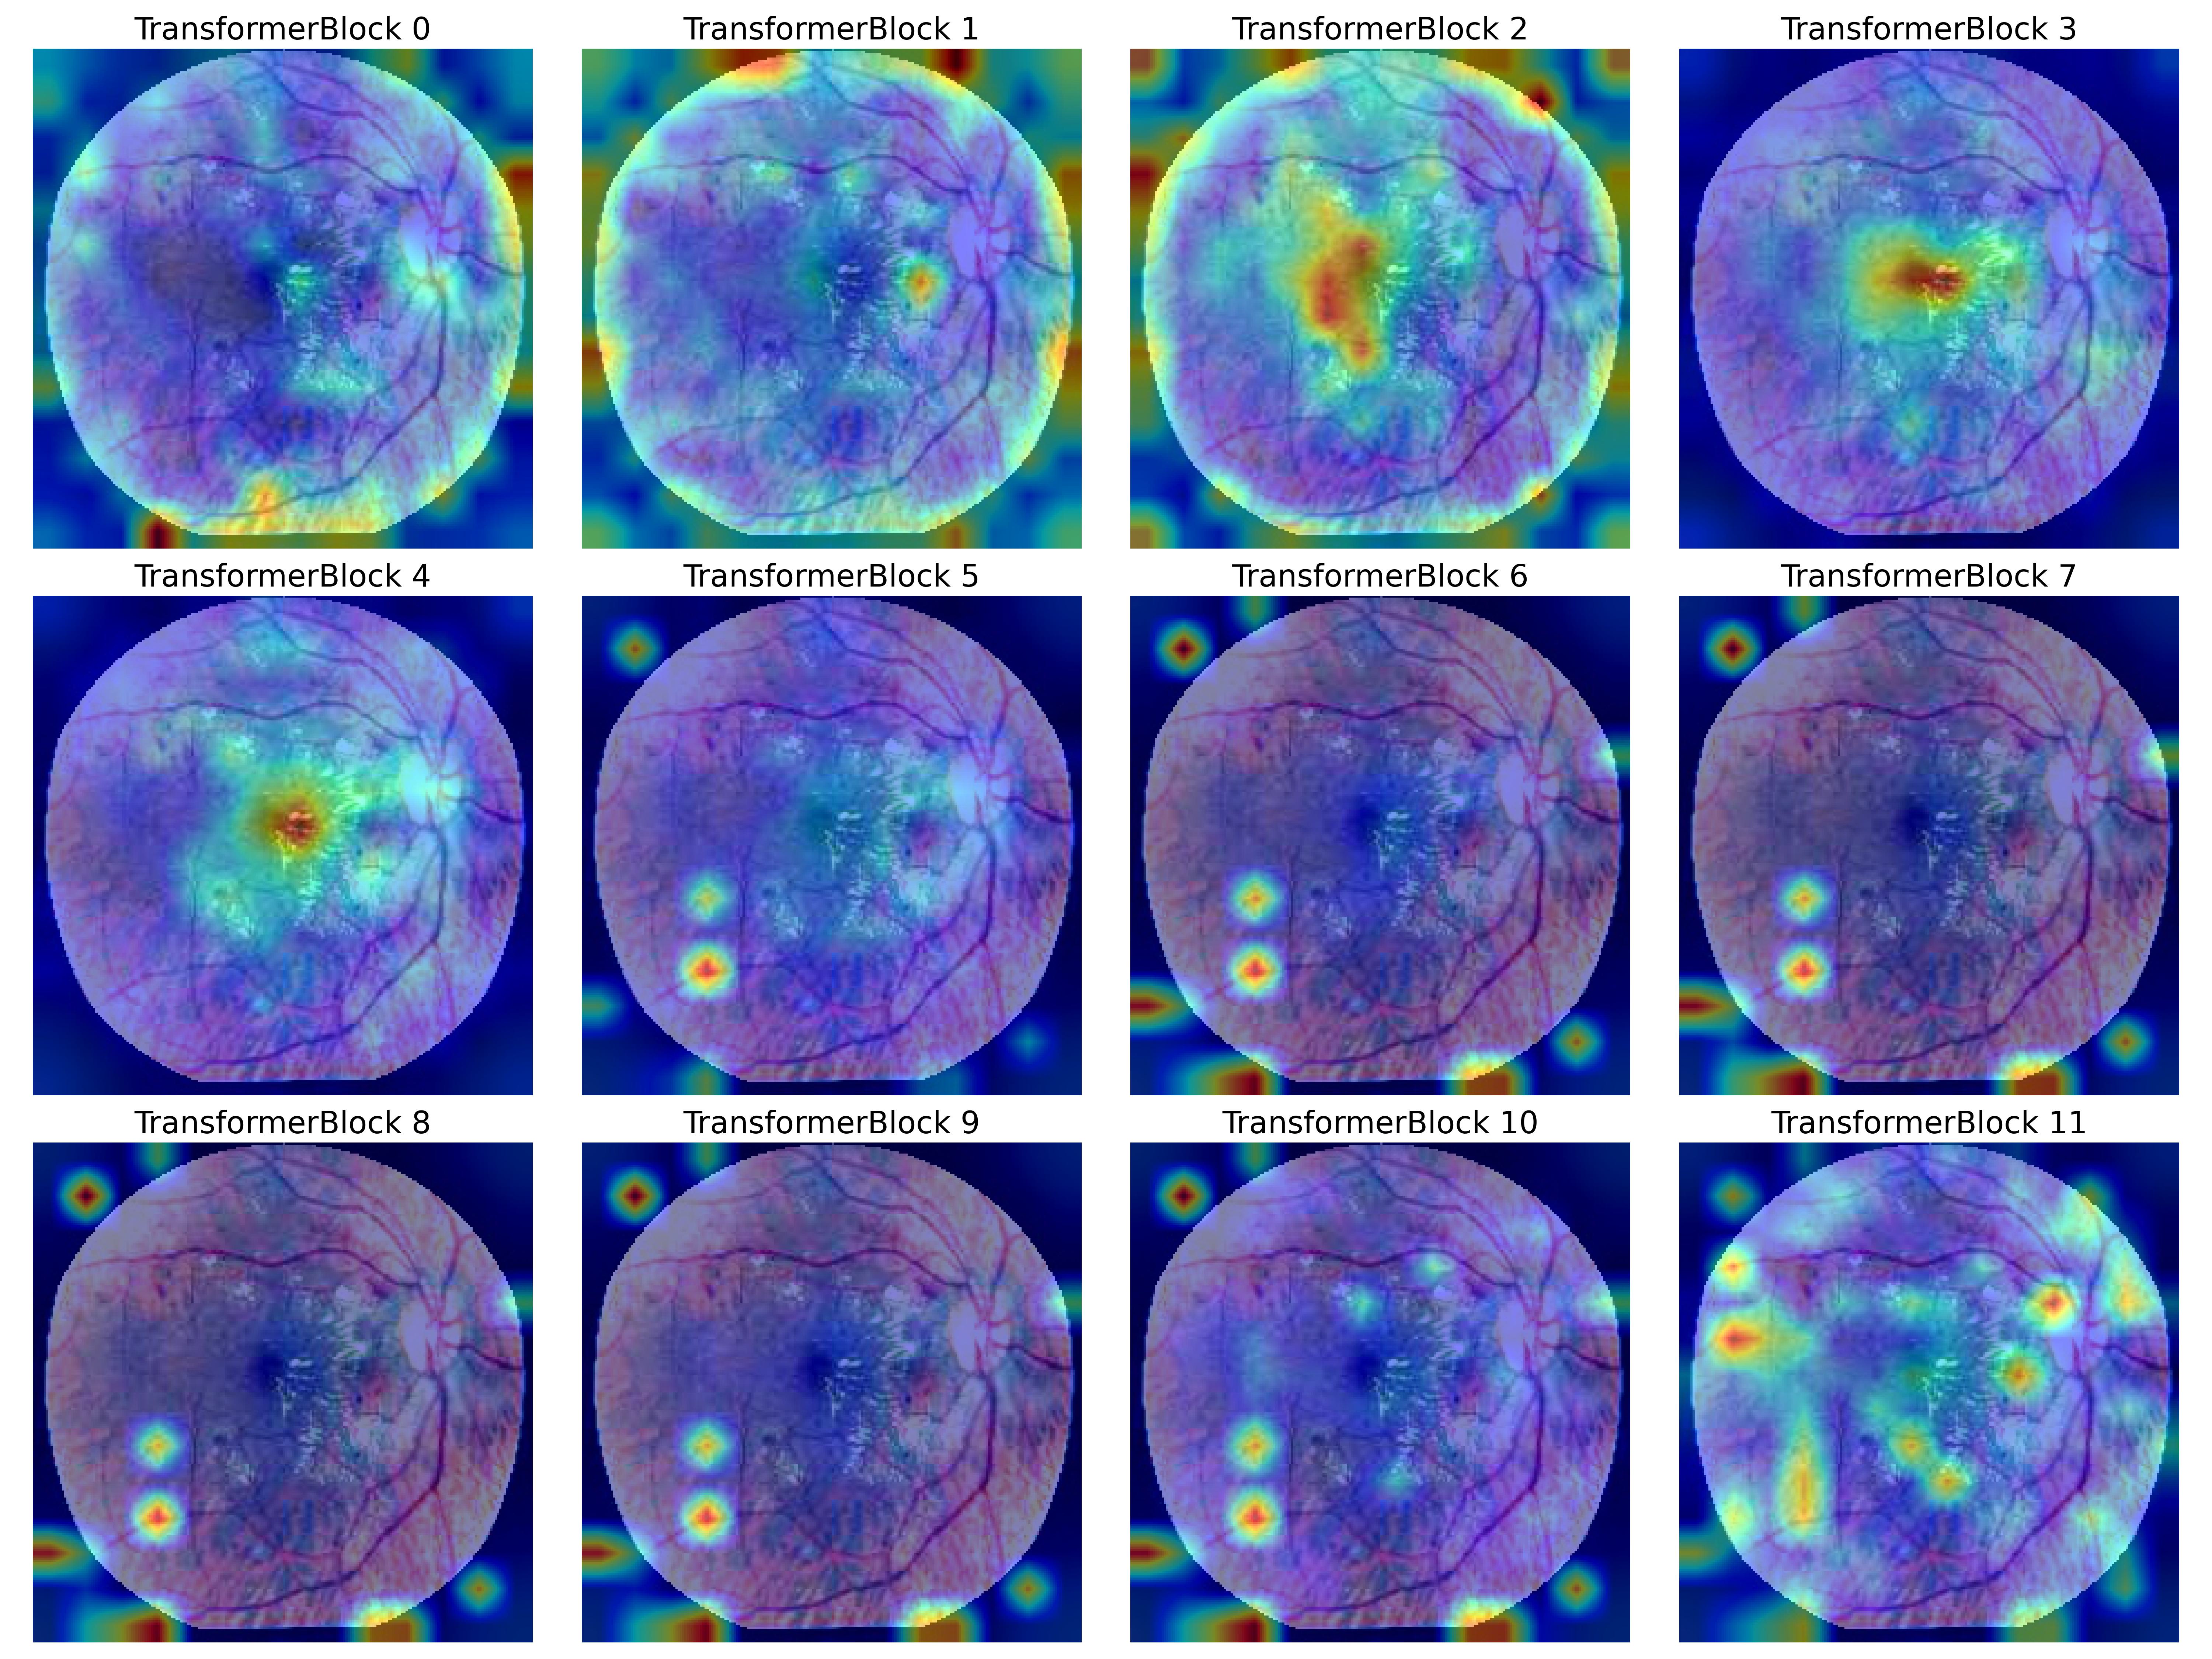 TransformerBlock 0
TransformerBlock 1
TransformerBlock 2
TransformerBlock 3
TransformerBlock 4
TransformerBlock 5
TransformerBlock 6
TransformerBlock 7
TransformerBlock 8
TransformerBlock 9
TransformerBlock 10
TransformerBlock 11